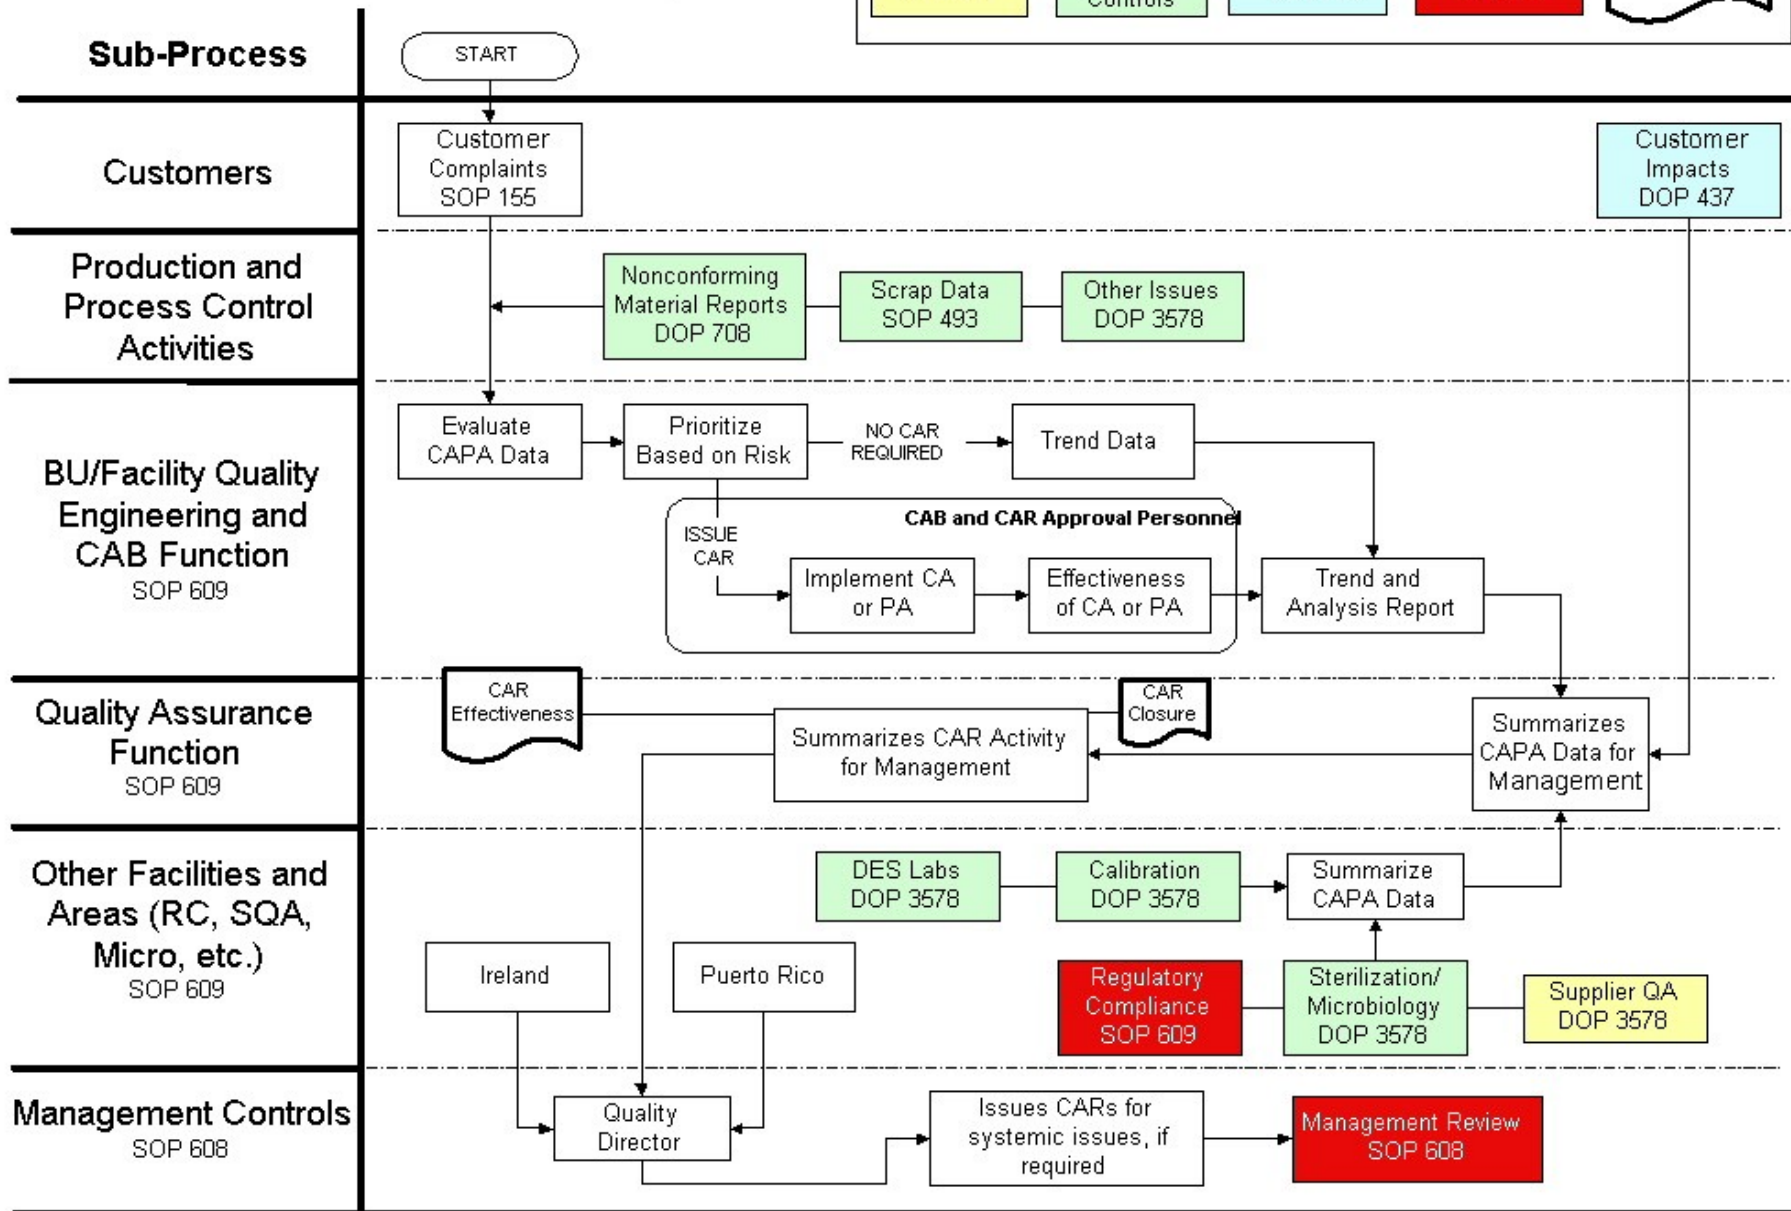 Controls
Sub-Process
START
Customers
Customer
Complaints
SOP 155
Customer
Impacts
DOP 437
Production and
Process Control
Activities
Nonconforming
Material Reports
DOP 708
Scrap Data
SOP 493
Other Issues
DOP 3578
BU/Facility Quality
Engineering and
CAB Function
SOP 609
Evaluate
CAPA Data
Prioritize
Based on Risk
NO CAR
REQUIRED
Trend Data
CAB and CAR Approval Personnel
ISSUE
CAR
Implement CA
or PA
Effectiveness
of CA or PA
Trend and
Analysis Report
Quality Assurance
Function
SOP 609
CAR
Effectiveness
Summarizes CAR Activity
for Management
CAR
Closure
Summarizes
CAPA Data for
Management
Other Facilities and
Areas (RC, SQA,
Micro, etc.)
SOP 609
DES Labs
DOP 3578
Calibration
DOP 3578
Summarize
CAPA Data
Ireland
Puerto Rico
Regulatory
Compliance
SOP 609
Sterilization/
Microbiology
DOP 3578
Supplier QA
DOP 3578
Management Controls
SOP 608
Quality
Director
Issues CARs for
systemic issues, if
required
Management Review
SOP 608